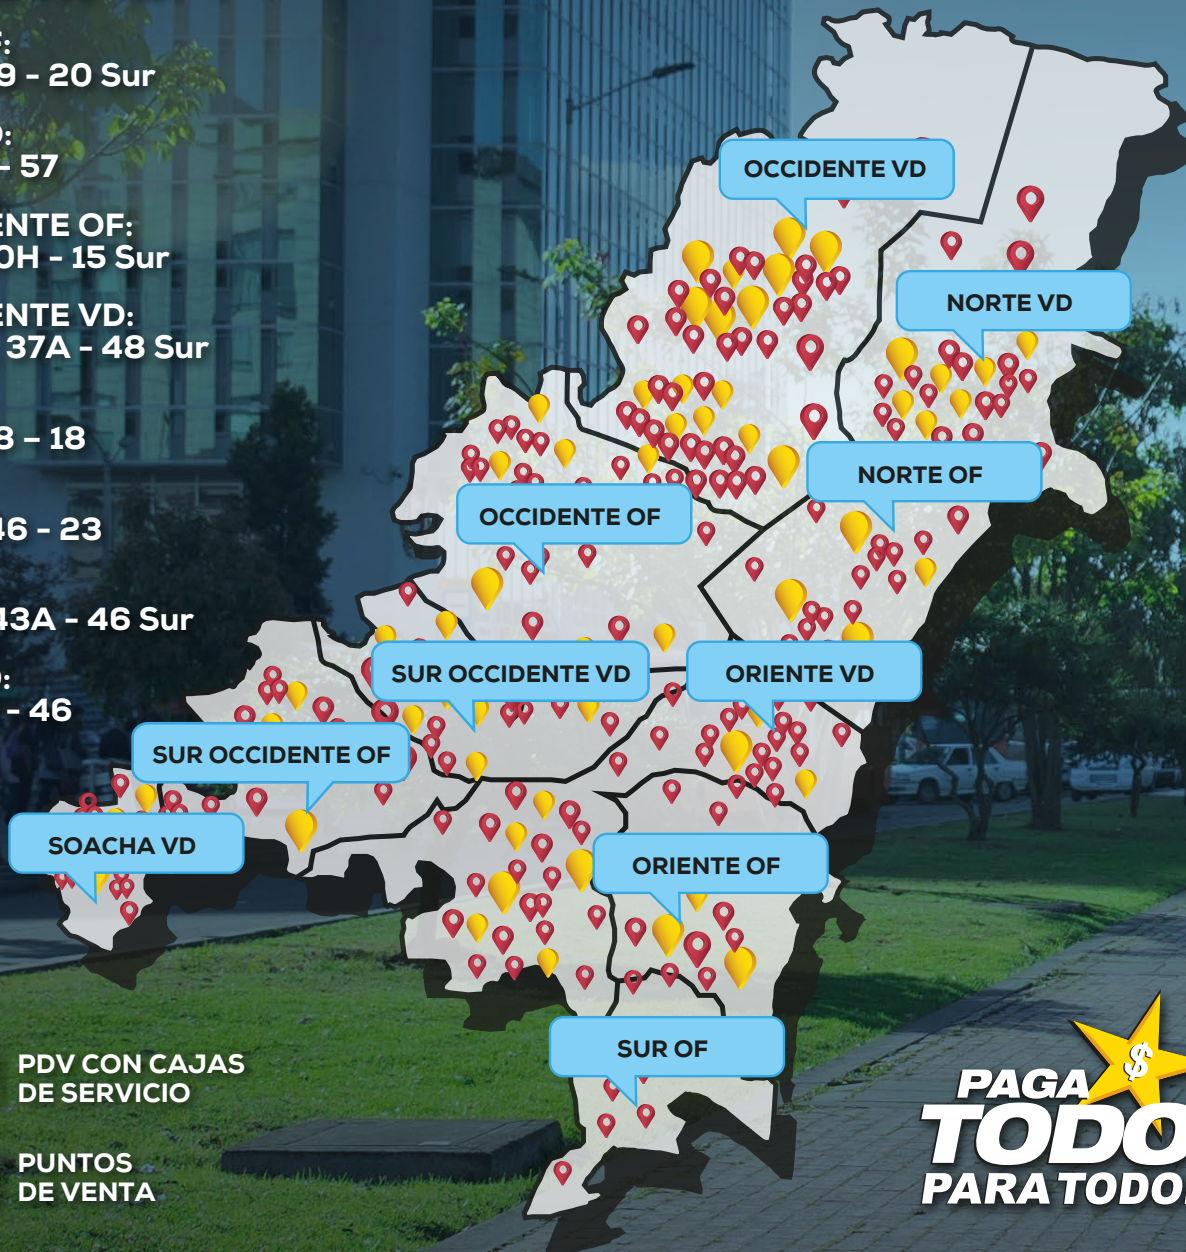 F:
9 - 20 Sur
D:
- 57
ENTE OF:
0H - 15 Sur
ENTE VD:
37A - 48 Sur
8 – 18
46 - 23
43A - 46 Sur
D:
- 46
OCCIDENTE VD
NORTE VD
NORTE OF
OCCIDENTE OF
SUR OCCIDENTE VD
ORIENTE VD
SUR OCCIDENTE OF
SOACHA VD
ORIENTE OF
SUR OF
PDV CON CAJAS
DE SERVICIO
PUNTOS
DE VENTA
$
PAGA
TODO
PARA TODO